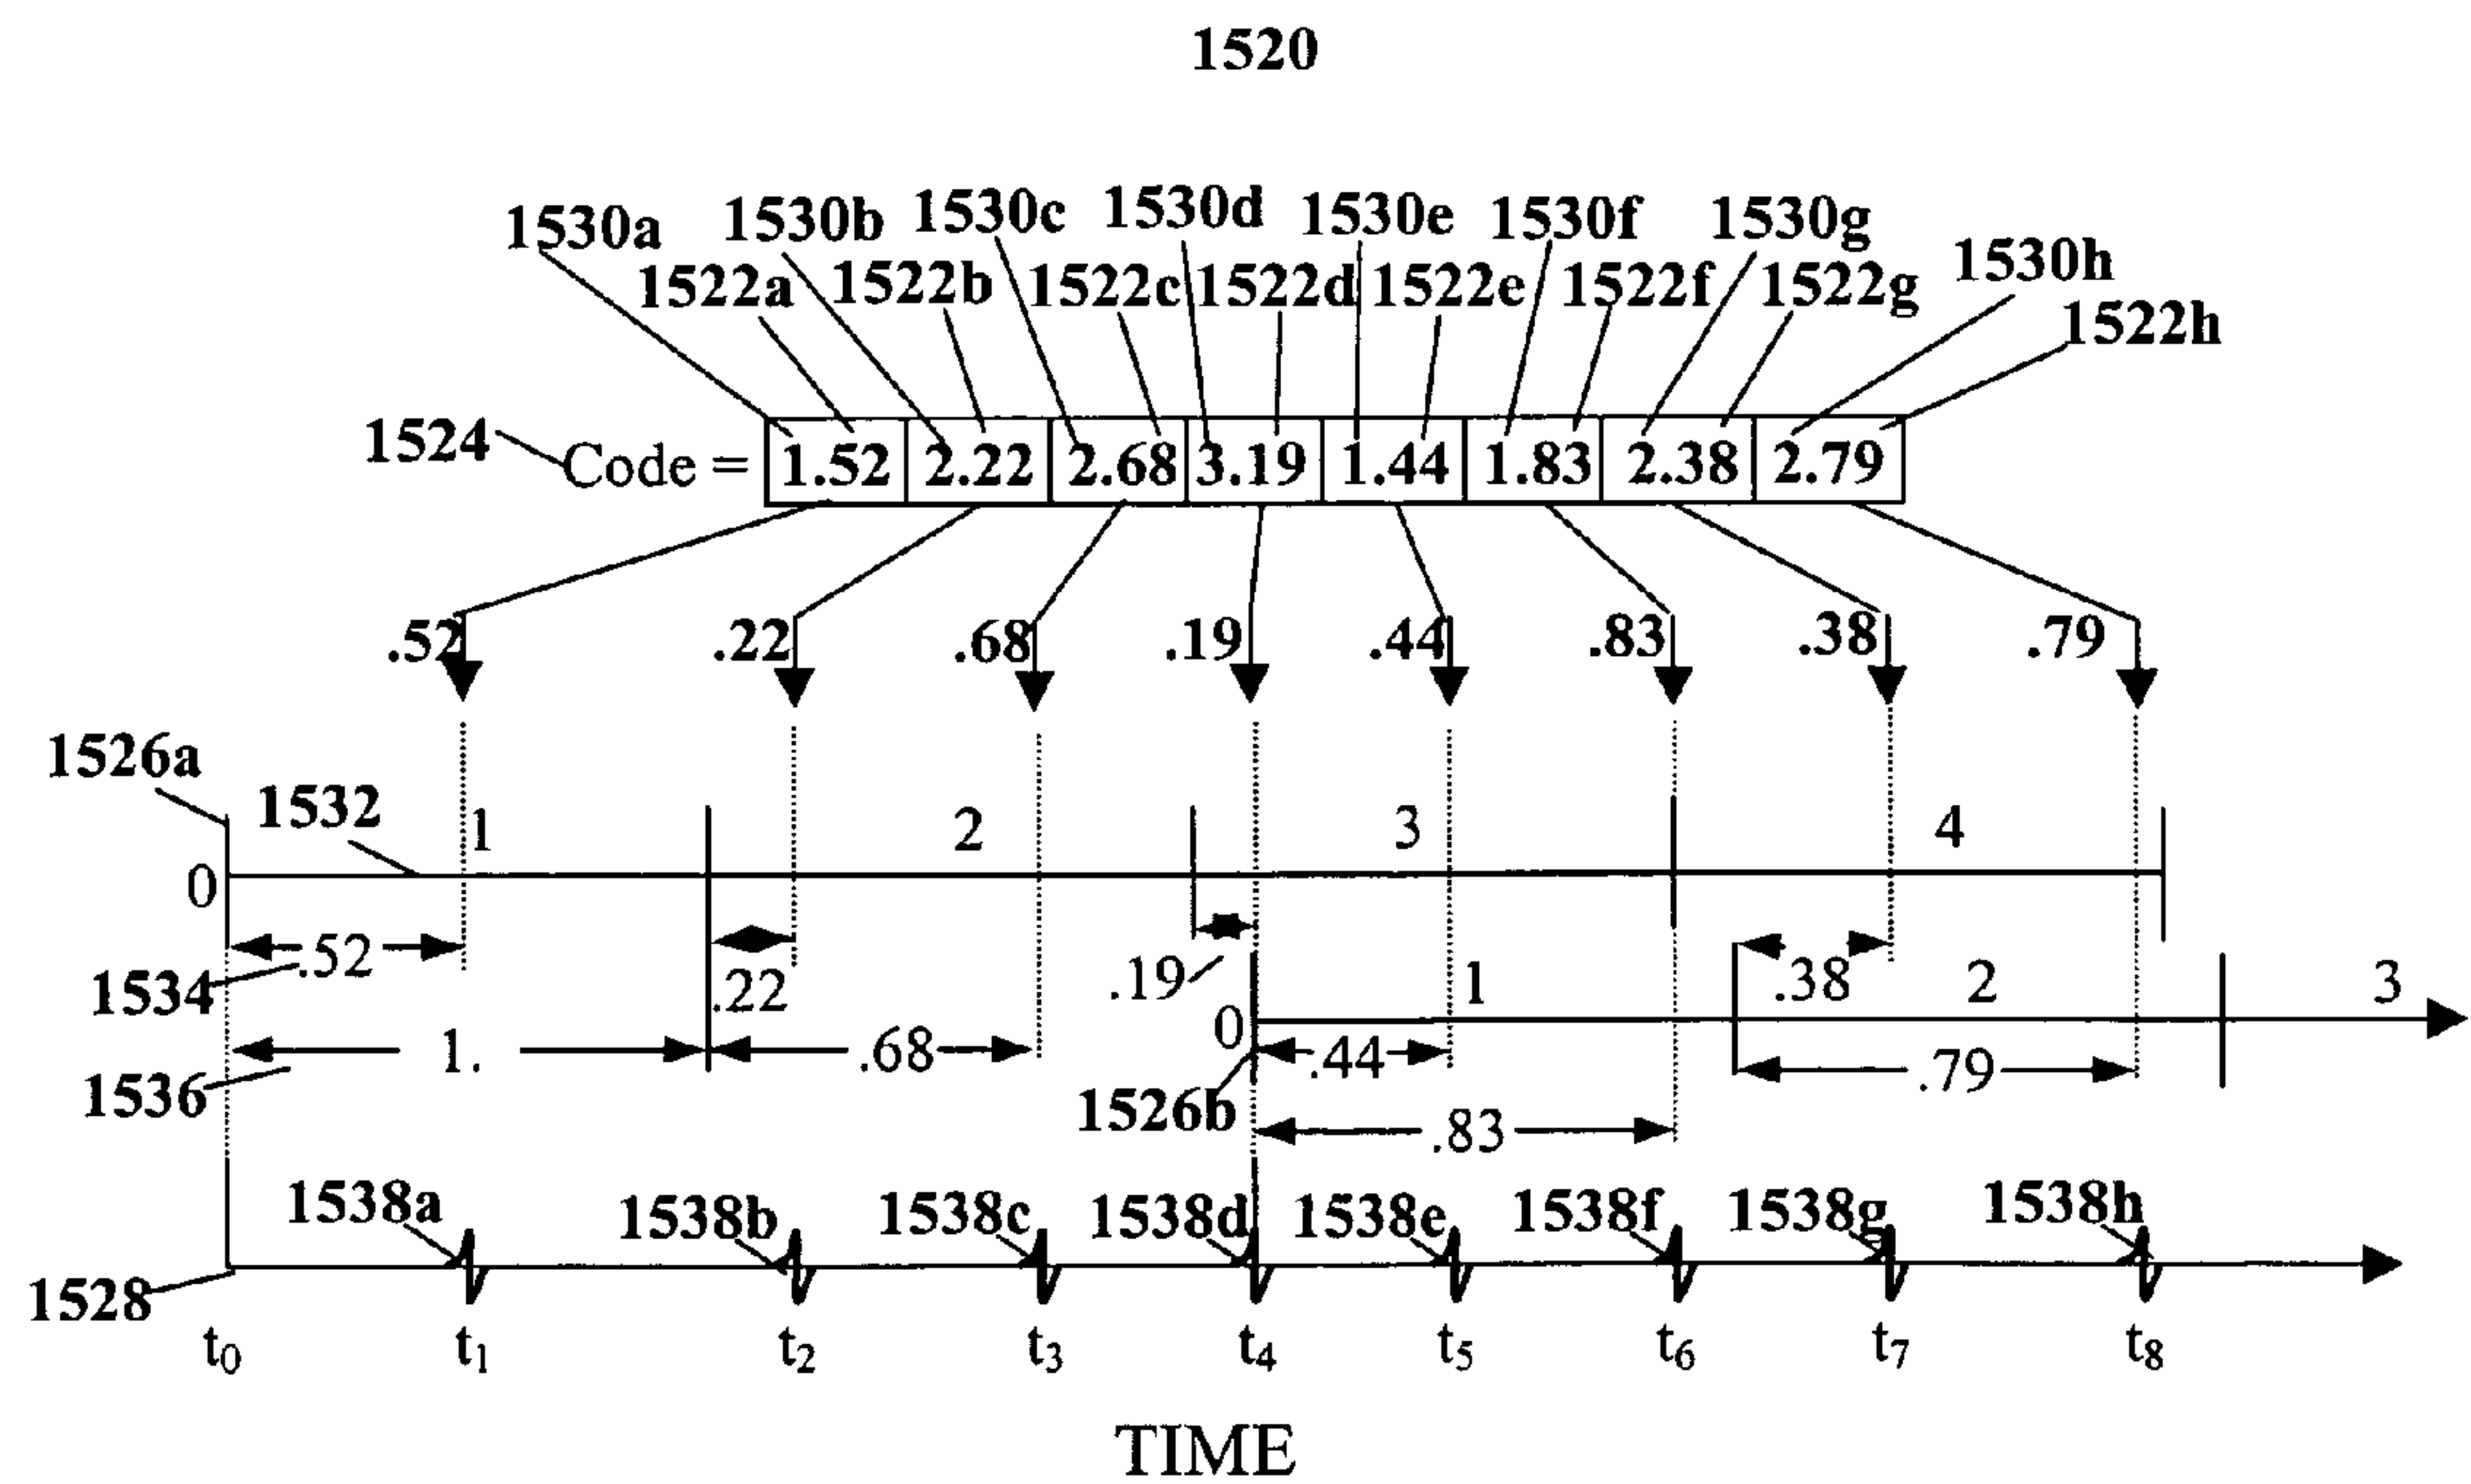 1520
1530a 1530b 1530c 1530d 1530e 1530f 1530g 1530h
1522a 1522b 1522c 1522d 1522e 1522f 1522g 1522h
1524 Code = 1.52 2.22 2.68 3.19 1.44 1.83 2.38 2.79
.52 .22 .68 .19 .44 .83 .38 .79
1526a
1532 1 2 3 4
0
1534 .52 .22 .19 .38
0 1 2 3
1536 1. .68 .44 .79
1526b .83
1538a 1538b 1538c 1538d 1538e 1538f 1538g 1538h
1528
t0 t1 t2 t3 t4 t5 t6 t7 t8
TIME